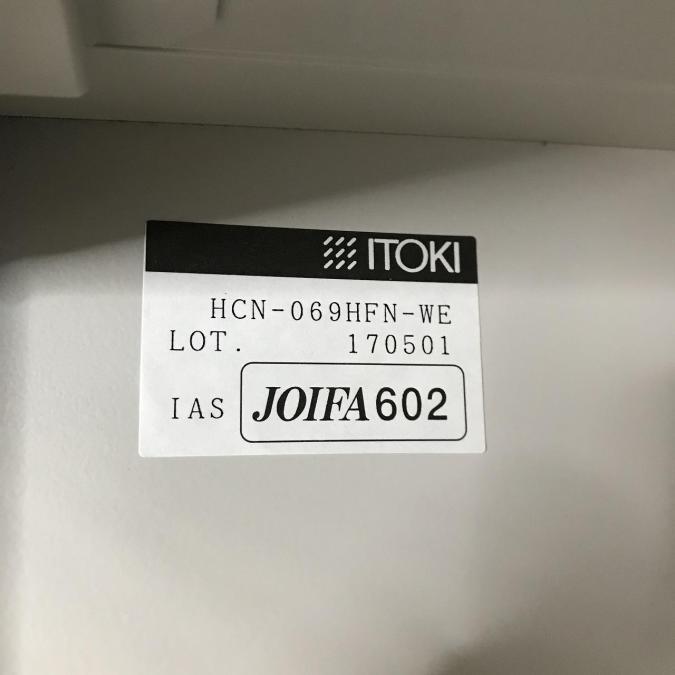 ITOKI
HCN-069HFN-WE
LOT. 170501
IAS JOIFA602